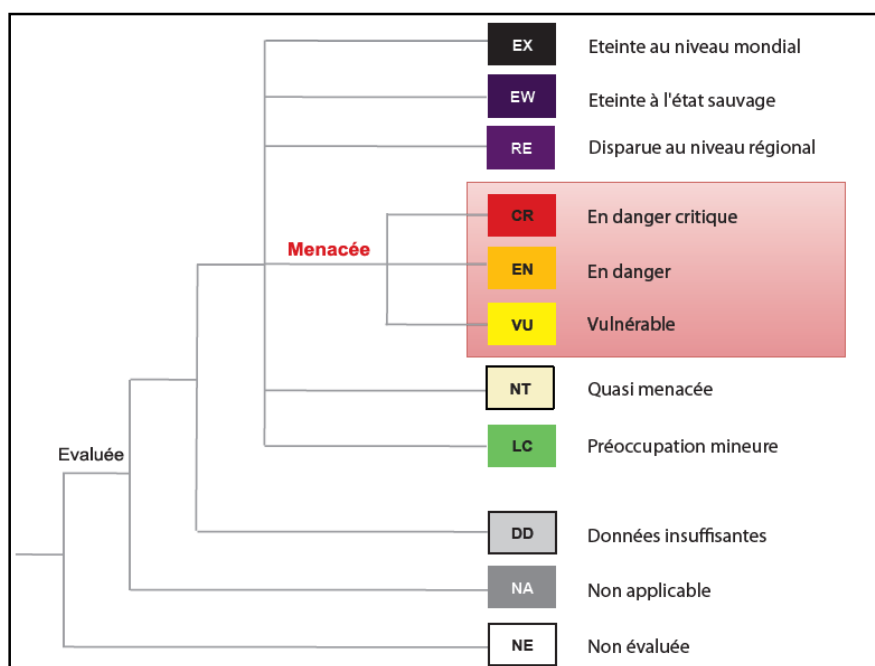 EX Eteinte au niveau mondial
EW Eteinte à l'état sauvage
RE Disparue au niveau régional
CR En danger critique
Menacée
EN En danger
VU Vulnérable
NT Quasi menacée
LC Préoccupation mineure
Evaluée
DD Données insuffisantes
NA Non applicable
NE Non évaluée